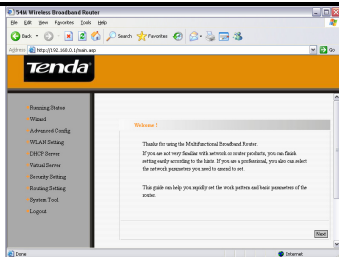 54M Wireless Broadband Router
File Edit View Favorites Tools Help
Back Search Favorites
Address http://192.168.0.1/main.asp Go
Tenda
Running Status
Wizard
Advanced Config
WLAN Setting
DHCP Server
Virtual Server
Security Setting
Routing Setting
System Tool
Logout
Welcome !
Thanks for using the Multifunctional Broadband Router.
If you are not very familiar with network or router products, you can finish
setting easily according to the hints. If you are a professional, you also can select
the network parameters you need to amend to set.
This guide can help you rapidly set the work pattern and basic parameters of the
router.
Next
Done Internet